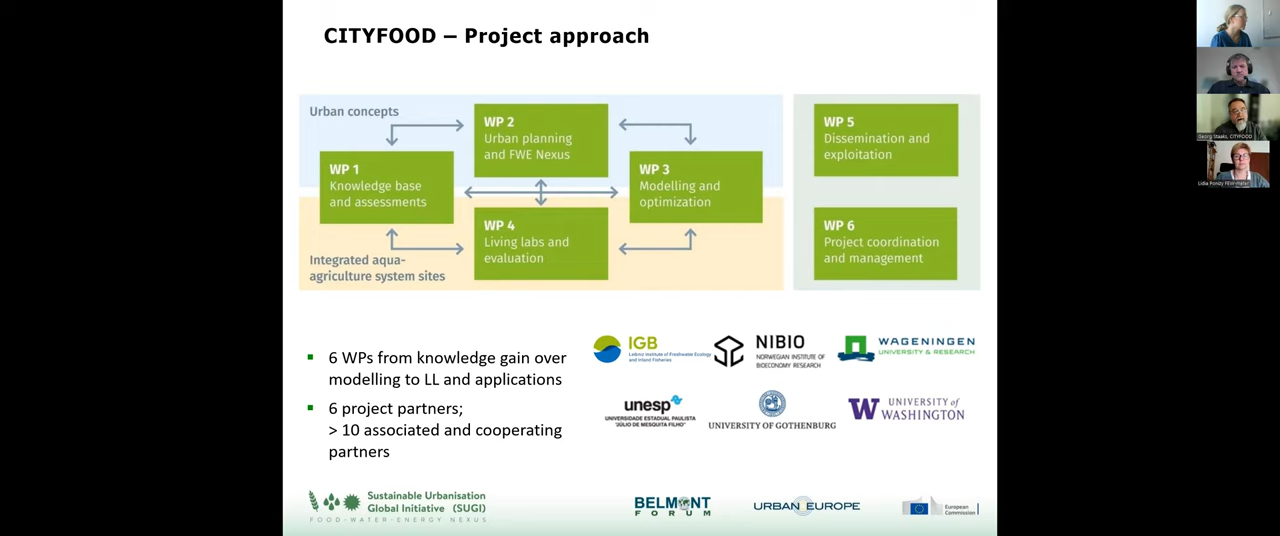 CITYFOOD – Project approach
Urban concepts
WP 1
Knowledge base
and assessments
WP 2
Urban planning
and FWE Nexus
WP 3
Modelling and
optimization
WP 4
Living labs and
evaluation
Integrated aqua-
agriculture system sites
WP 5
Dissemination and
exploitation
WP 6
Project coordination
and management
6 WPs from knowledge gain over
modelling to LL and applications
6 project partners;
> 10 associated and cooperating
partners
IGB
Leibniz Institute of Freshwater Ecology
and Inland Fisheries
NIBIO
NORWEGIAN INSTITUTE OF
BIOECONOMY RESEARCH
WAGENINGEN
UNIVERSITY & RESEARCH
unesp
UNIVERSIDADE ESTADUAL PAULISTA
"JÚLIO DE MESQUITA FILHO"
UNIVERSITY OF GOTHENBURG
W UNIVERSITY of
WASHINGTON
Sustainable Urbanisation
Global Initiative (SUGI)
FOOD-WATER-ENERGY NEXUS
BELMONT
FORUM
URBAN EUROPE
European
Commission
Georg Staaks, CITYFOOD